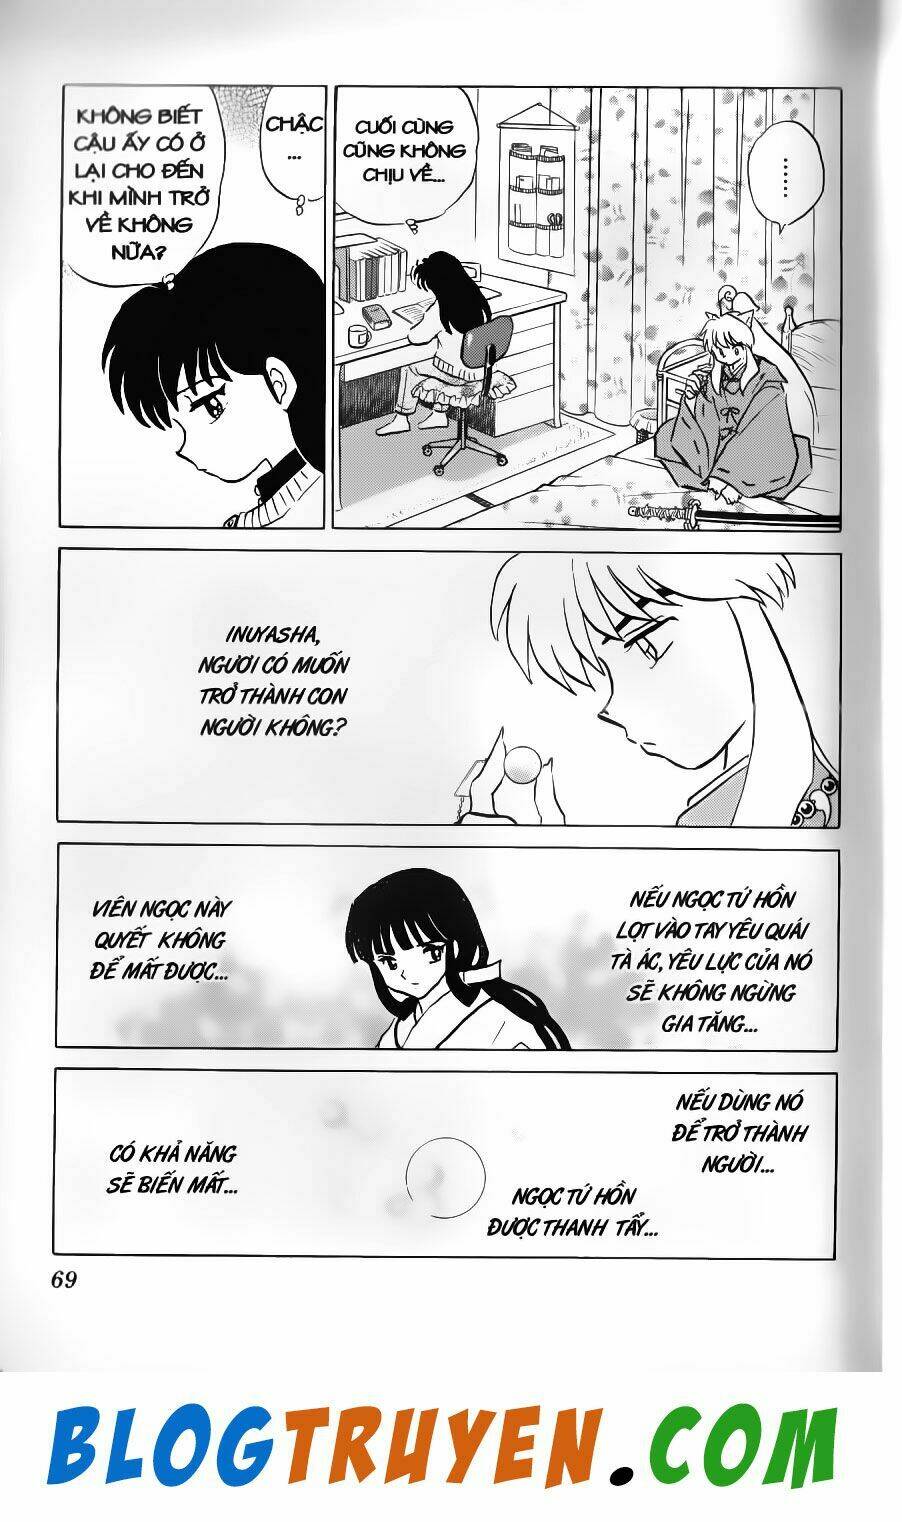 ......
CUỐI CÙNG
CŨNG KHÔNG
CHỊU VỀ...
CHẬC
...
KHÔNG BIẾT
CẬU ẤY CÓ Ở
LẠI CHO ĐẾN
KHI MÌNH TRỞ
VỀ KHÔNG
NỮA?
INUYASHA,
NGƯƠI CÓ MUỐN
TRỞ THÀNH CON
NGƯỜI KHÔNG?
NẾU NGỌC TỨ HỒN
LỌT VÀO TAY YÊU QUÁI
TÀ ÁC, YÊU LỰC CỦA NÓ
SẼ KHÔNG NGỪNG
GIA TĂNG...
VIÊN NGỌC NÀY
QUYẾT KHÔNG
ĐỂ MẤT ĐƯỢC...
NẾU DÙNG NÓ
ĐỂ TRỞ THÀNH
NGƯỜI...
NGỌC TỨ HỒN
ĐƯỢC THANH TẨY...
CÓ KHẢ NĂNG
SẼ BIẾN MẤT...
69
BLOGTRUYEN.COM